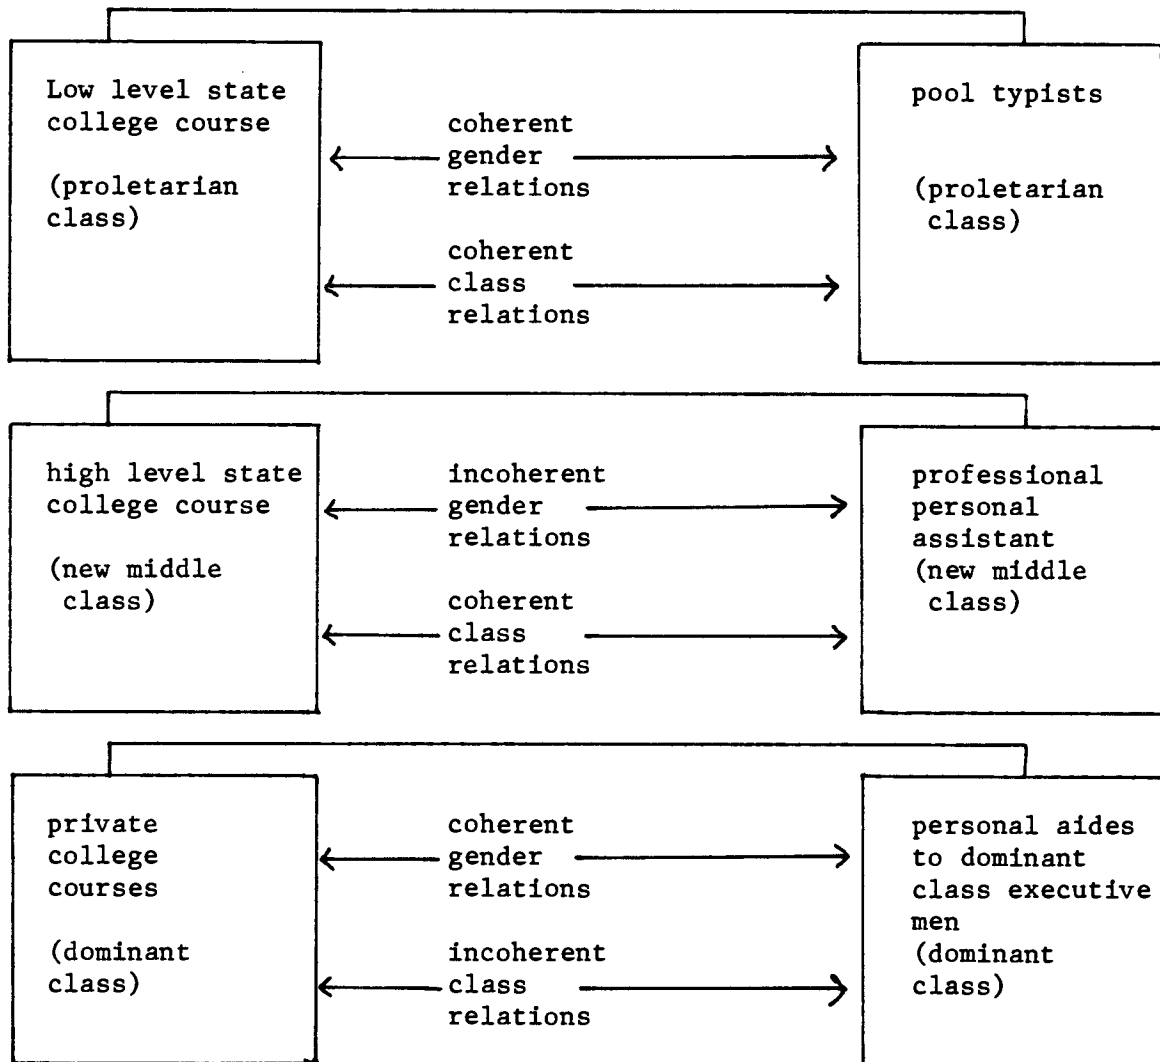 Low level state
college course
(proletarian
class)
coherent
gender
relations
coherent
class
relations
pool typists
(proletarian
class)
high level state
college course
(new middle
class)
incoherent
gender
relations
coherent
class
relations
professional
personal
assistant
(new middle
class)
private
college
courses
(dominant
class)
coherent
gender
relations
incoherent
class
relations
personal aides
to dominant
class executive
men
(dominant
class)